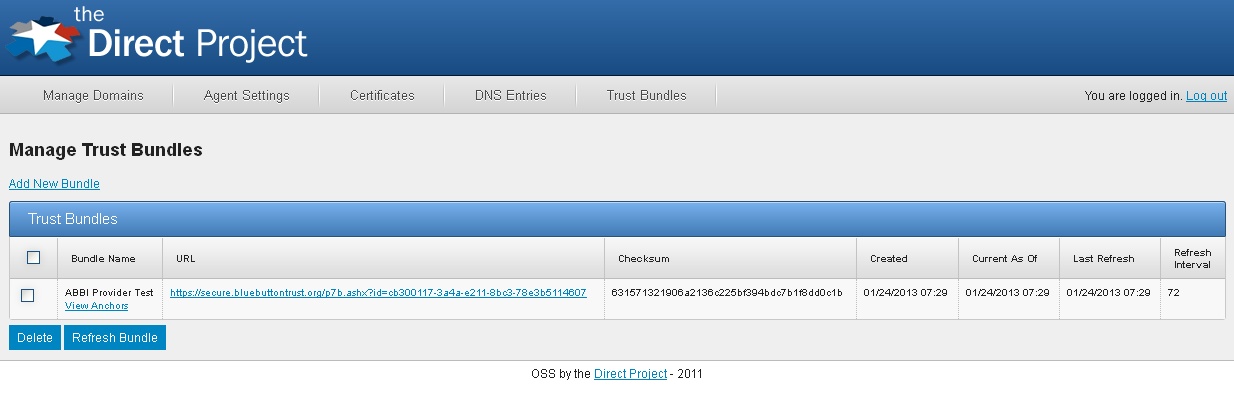 the
Direct Project
Manage Domains Agent Settings Certificates DNS Entries Trust Bundles You are logged in. Log out
Manage Trust Bundles
Add New Bundle
Trust Bundles
Bundle Name URL Checksum Created Current As Of Last Refresh Refresh Interval
ABBI Provider Test https://secure.bluebuttontrust.org/p7b.ashx?id=cb300117-3a4a-e211-8bc3-78e3b5114607 631571321906a2136c225bf394bdc7b1f8dd0c1b 01/24/2013 07:29 01/24/2013 07:29 01/24/2013 07:29 72
View Anchors
Delete Refresh Bundle
OSS by the Direct Project - 2011